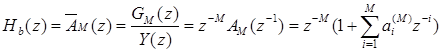 H_b(z) = \overline{A}_M(z) = \frac{G_M(z)}{Y(z)} = z^{-M} A_M(z^{-1}) = z^{-M}(1 + \sum_{i=1}^{M} a_i^{(M)} z^{-i})